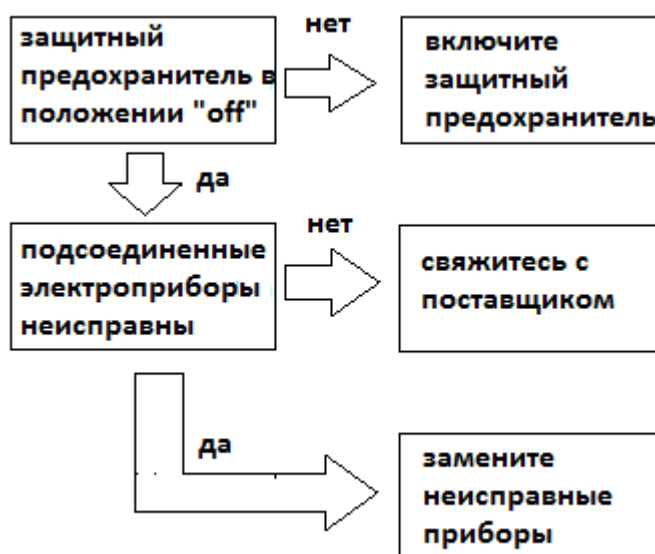 защитный
предохранитель в
положении "off"
нет
включите
защитный
предохранитель
да
подсоединенные
электроприборы
неисправны
нет
свяжитесь с
поставщиком
да
замените
неисправные
приборы